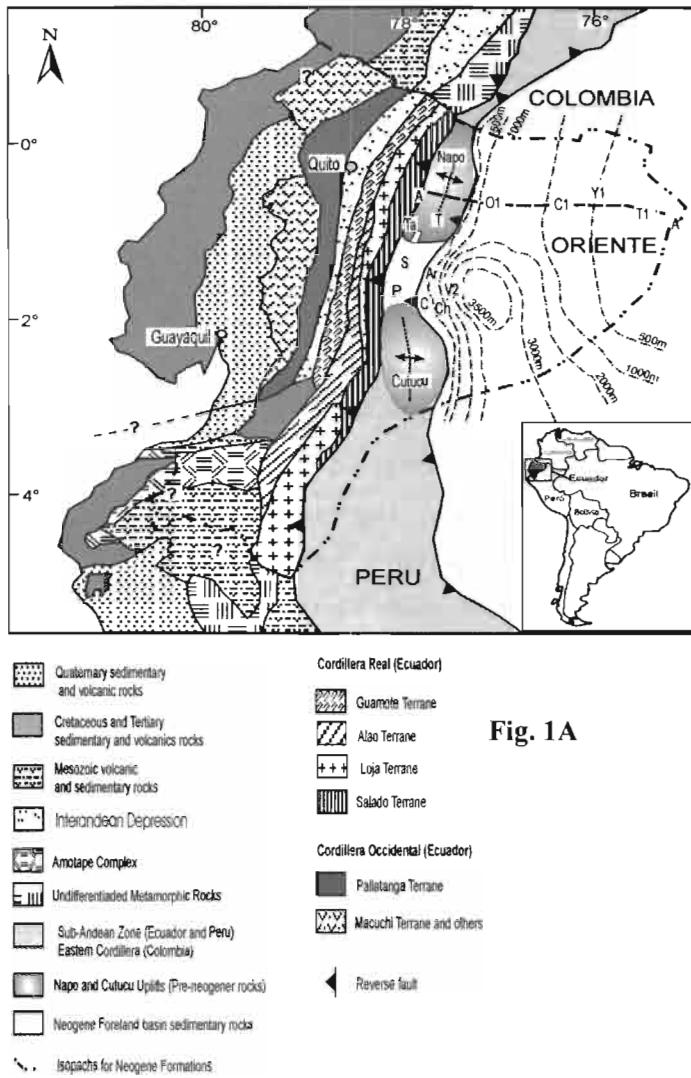 80°
78°
76°
N
COLOMBIA
0°
500m
1000m
?
Napo
Quito
A
Y1
O1
C1
T1
A'
Ta
T
ORIENTE
S
Ar
P
V2
C
Ch
3500m
2°
Guayaquil
500m
3000m
1000m
2000m
Cutucu
?
Ecuador
4°
?
Perú
Brasil
Bolivia
?
PERU
Quaternary sedimentary
and volcanic rocks
Cretaceous and Tertiary
sedimentary and volcanics rocks
Mesozoic volcanic
and sedimentary rocks
Interandean Depression
Amotape Complex
Undifferentiaded Metamorphic Rocks
Sub-Andean Zone (Ecuador and Peru)
Eastern Cordillera (Colombia)
Napo and Cutucu Uplifts (Pre-neogener rocks)
Neogene Foreland basin sedimentary rocks
Isopachs for Neogene Formations
Cordillera Real (Ecuador)
Guamote Terrane
Alao Terrane
Loja Terrane
Salado Terrane
Cordillera Occidental (Ecuador)
Pallatanga Terrane
Macuchi Terrane and others
Reverse fault
Fig. 1A